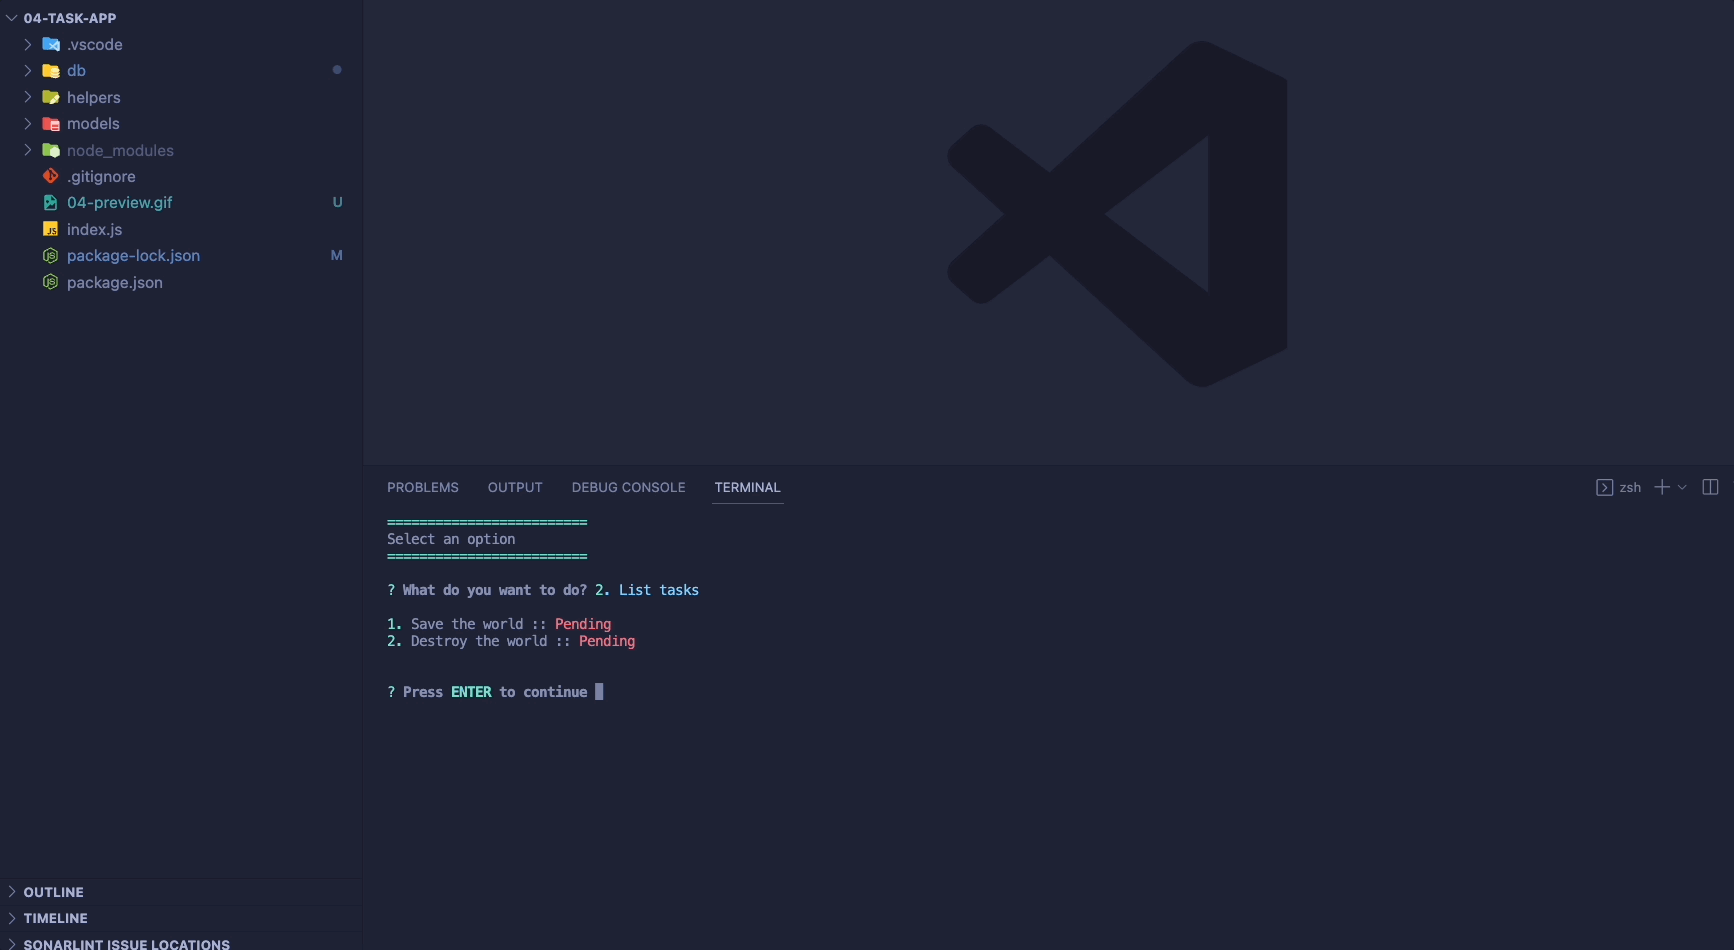 04-TASK-APP
.vscode
db
helpers
models
node_modules
.gitignore
04-preview.gif U
index.js
package-lock.json M
package.json
OUTLINE
TIMELINE
SONARLINT ISSUE LOCATIONS
PROBLEMS OUTPUT DEBUG CONSOLE TERMINAL zsh
=========================
Select an option
=========================
? What do you want to do? 2. List tasks
1. Save the world :: Pending
2. Destroy the world :: Pending
? Press ENTER to continue